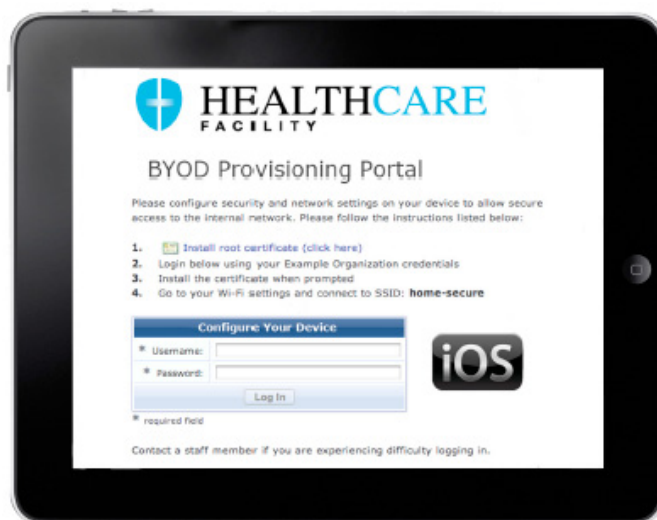 HEALTHCARE
FACILITY
BYOD Provisioning Portal
Please configure security and network settings on your device to allow secure
access to the internal network. Please follow the instructions listed below:
1. Install root certificate (click here)
2. Login below using your Example Organization credentials
3. Install the certificate when prompted
4. Go to your Wi-Fi settings and connect to SSID: home-secure
Configure Your Device
* Username:
* Password:
Log In
iOS
* required field
Contact a staff member if you are experiencing difficulty logging in.